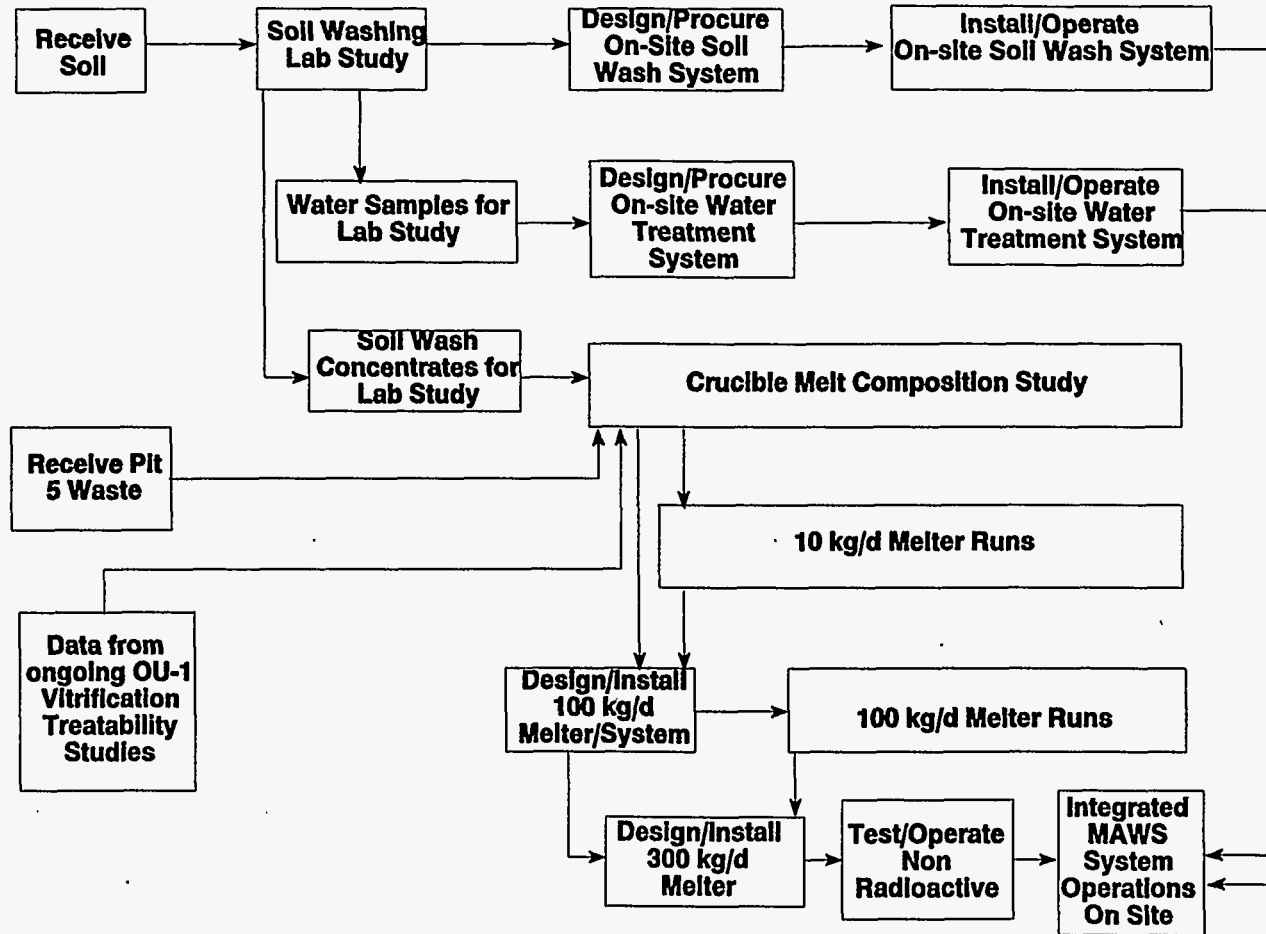 Receive
Soil
Soil Washing
Lab Study
Design/Procure
On-Site Soil
Wash System
Install/Operate
On-site Soil Wash System
Water Samples for
Lab Study
Design/Procure
On-site Water
Treatment
System
Install/Operate
On-site Water
Treatment System
Soil Wash
Concentrates for
Lab Study
Crucible Melt Composition Study
Receive Pit
5 Waste
10 kg/d Melter Runs
Data from
ongoing OU-1
Vitrification
Treatability
Studies
Design/Install
100 kg/d
Melter/System
100 kg/d Melter Runs
Design/Install
300 kg/d
Melter
Test/Operate
Non
Radioactive
Integrated
MAWS
System
Operations
On Site